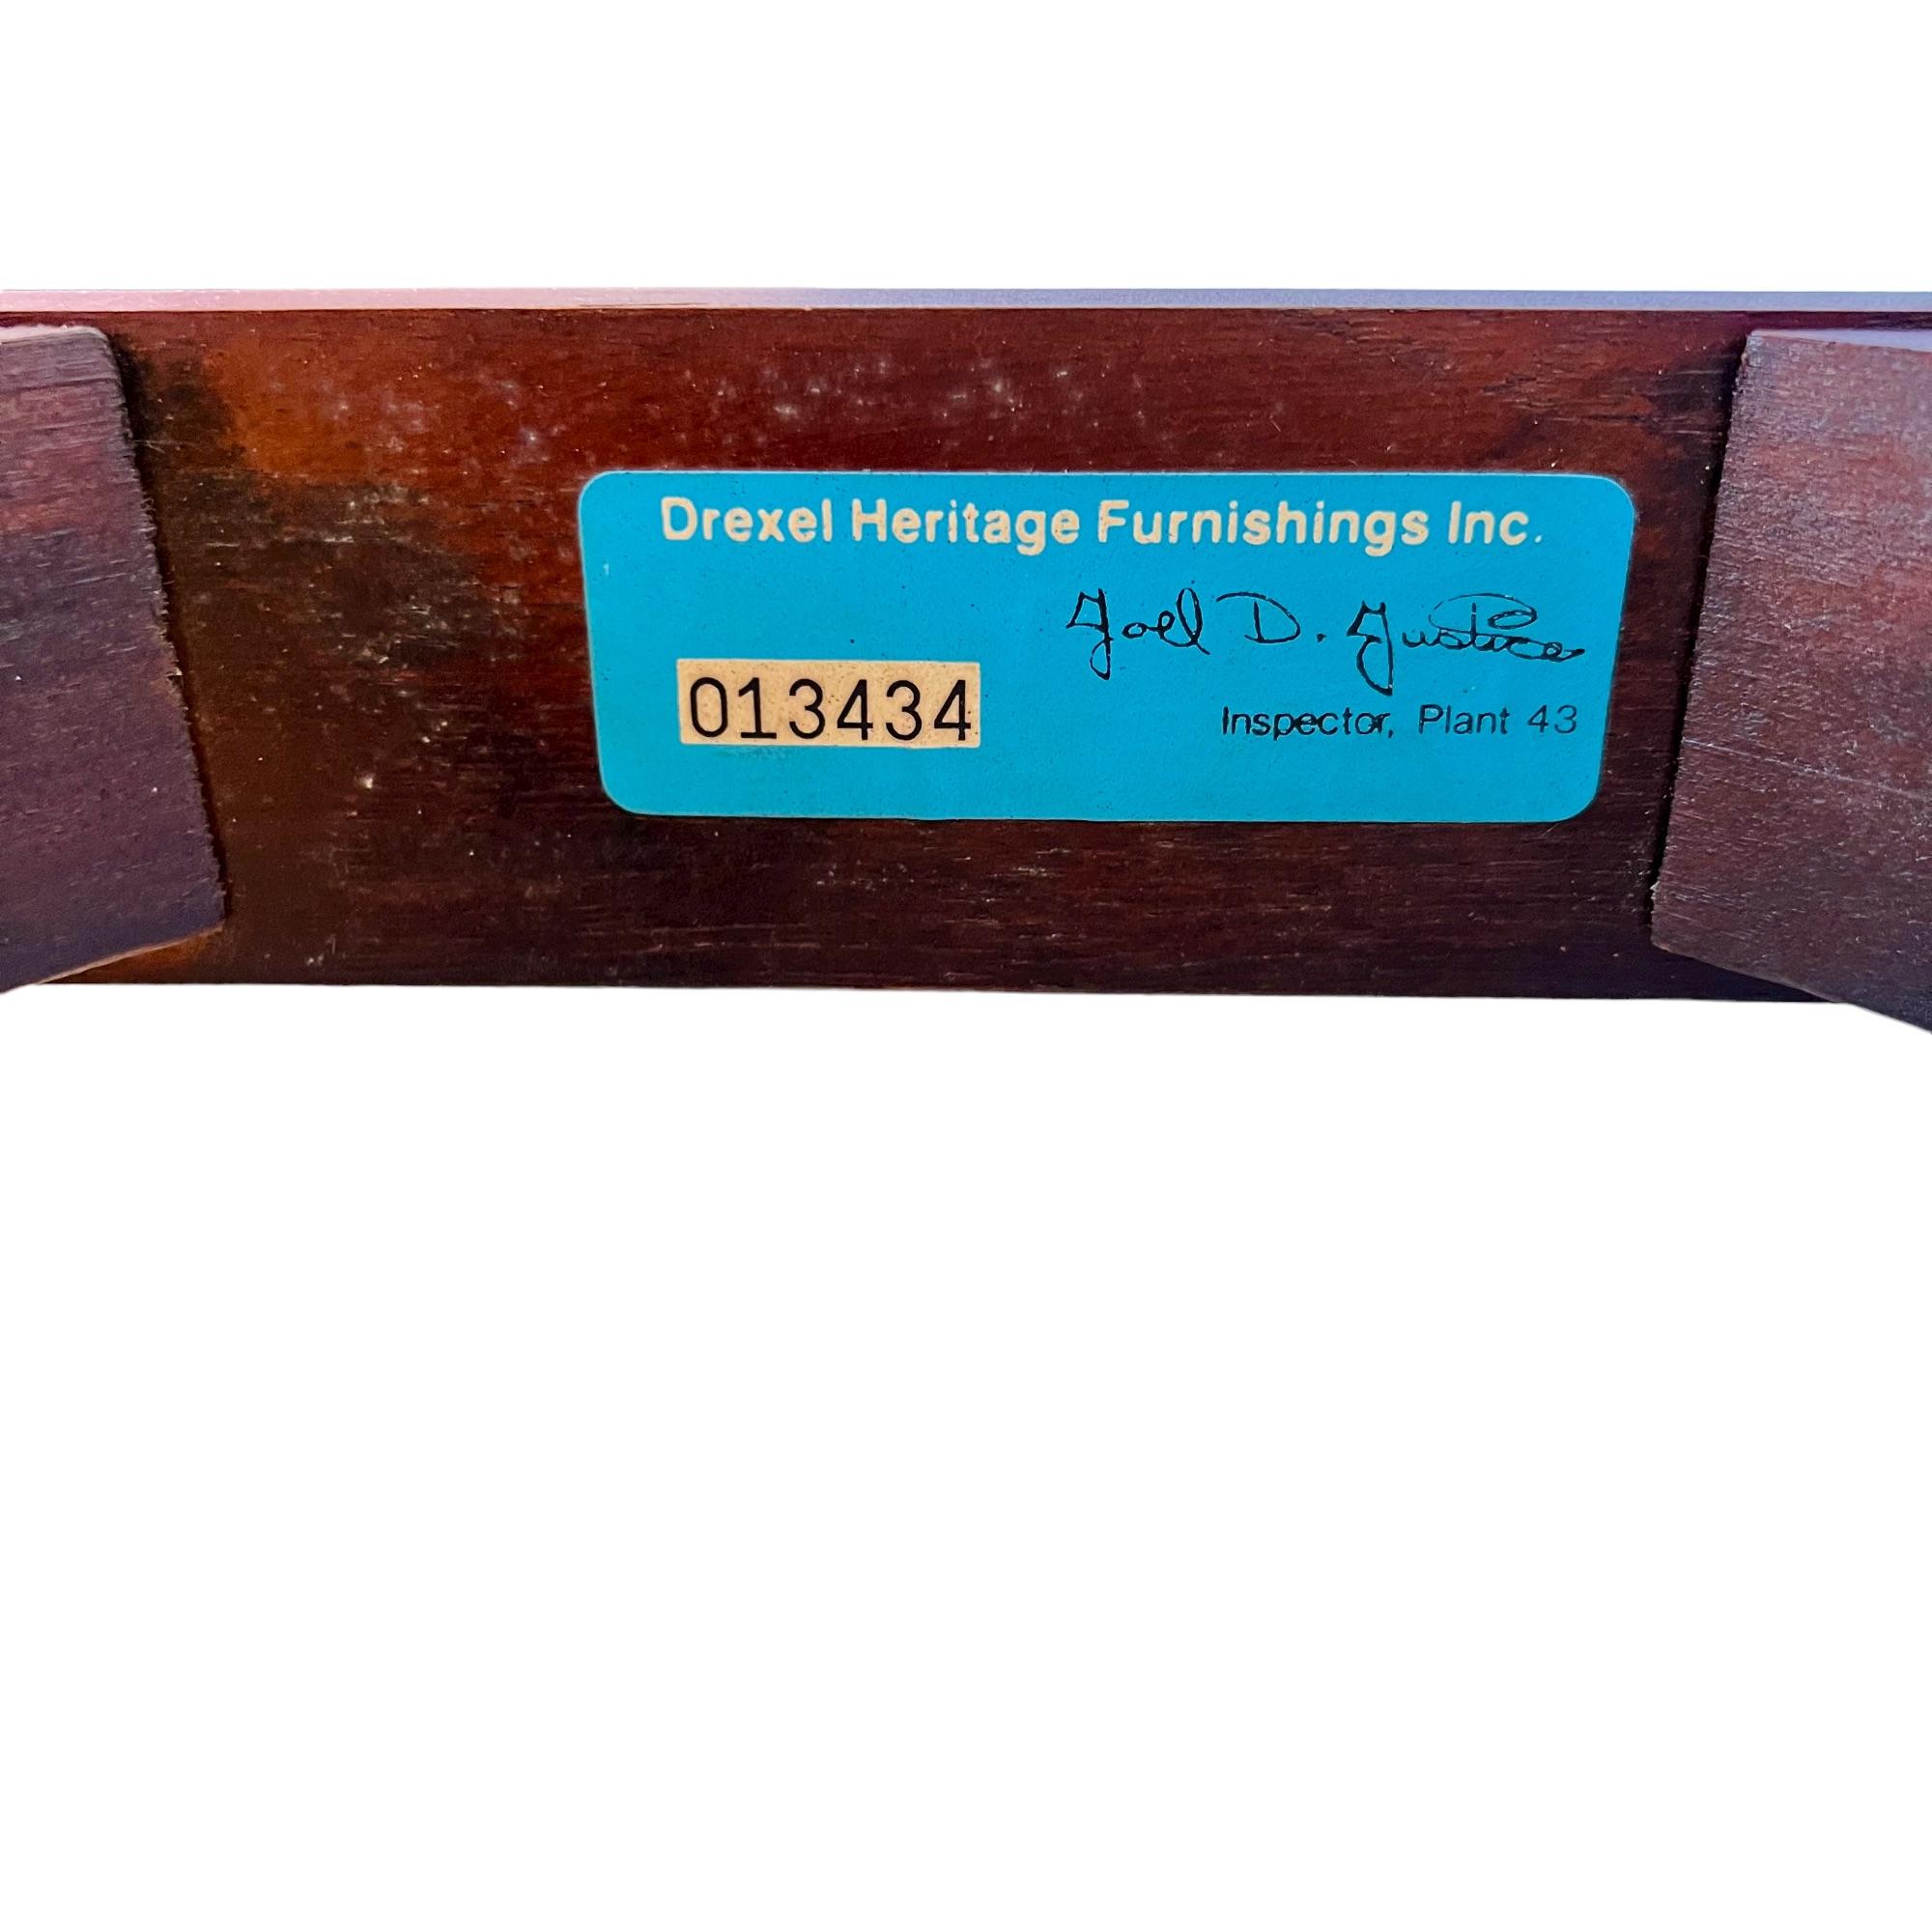 Drexel Heritage Furnishings Inc.
Joel D. Justice
013434
Inspector, Plant 43